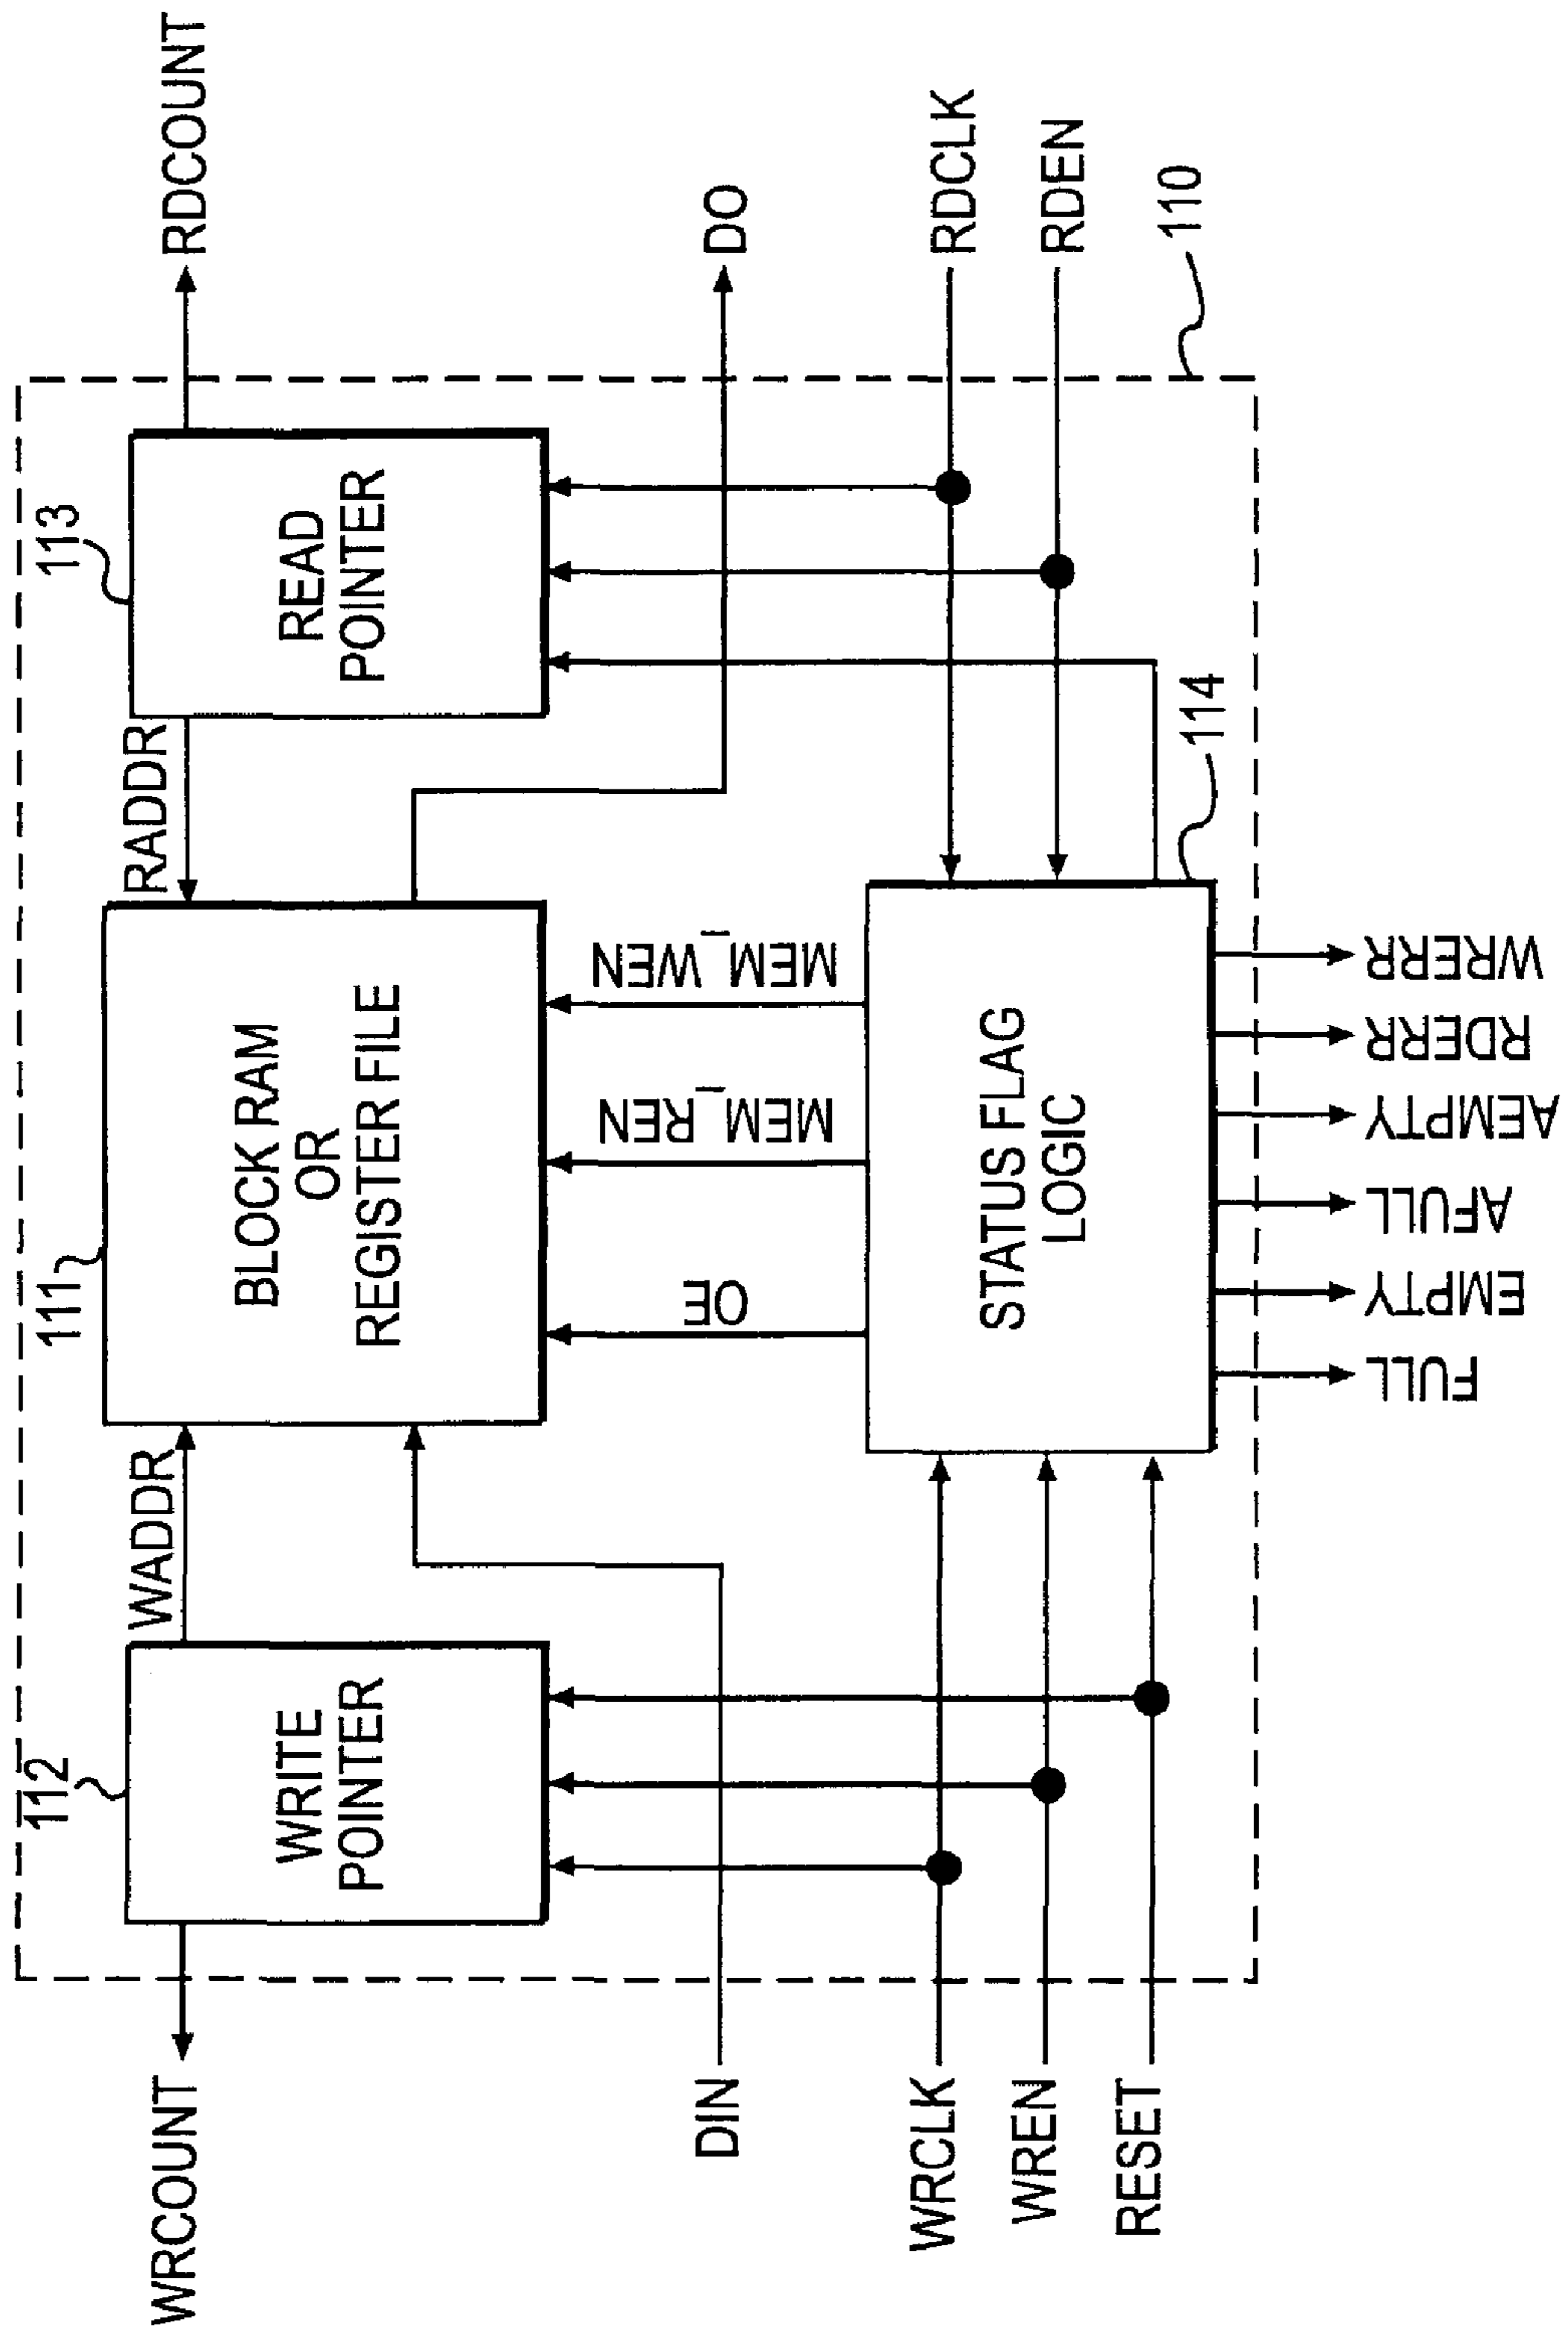 112
111
113
WRCOUNT
WRITE
POINTER
WADDR
BLOCK RAM
OR
REGISTER FILE
RADDR
READ
POINTER
RDCOUNT
DIN
OE
MEM_REN
MEM_WEN
DO
WRCLK
WREN
RESET
STATUS FLAG
LOGIC
114
RDCLK
RDEN
110
FULL
EMPTY
AFULL
AEMPTY
RDERR
WRERR